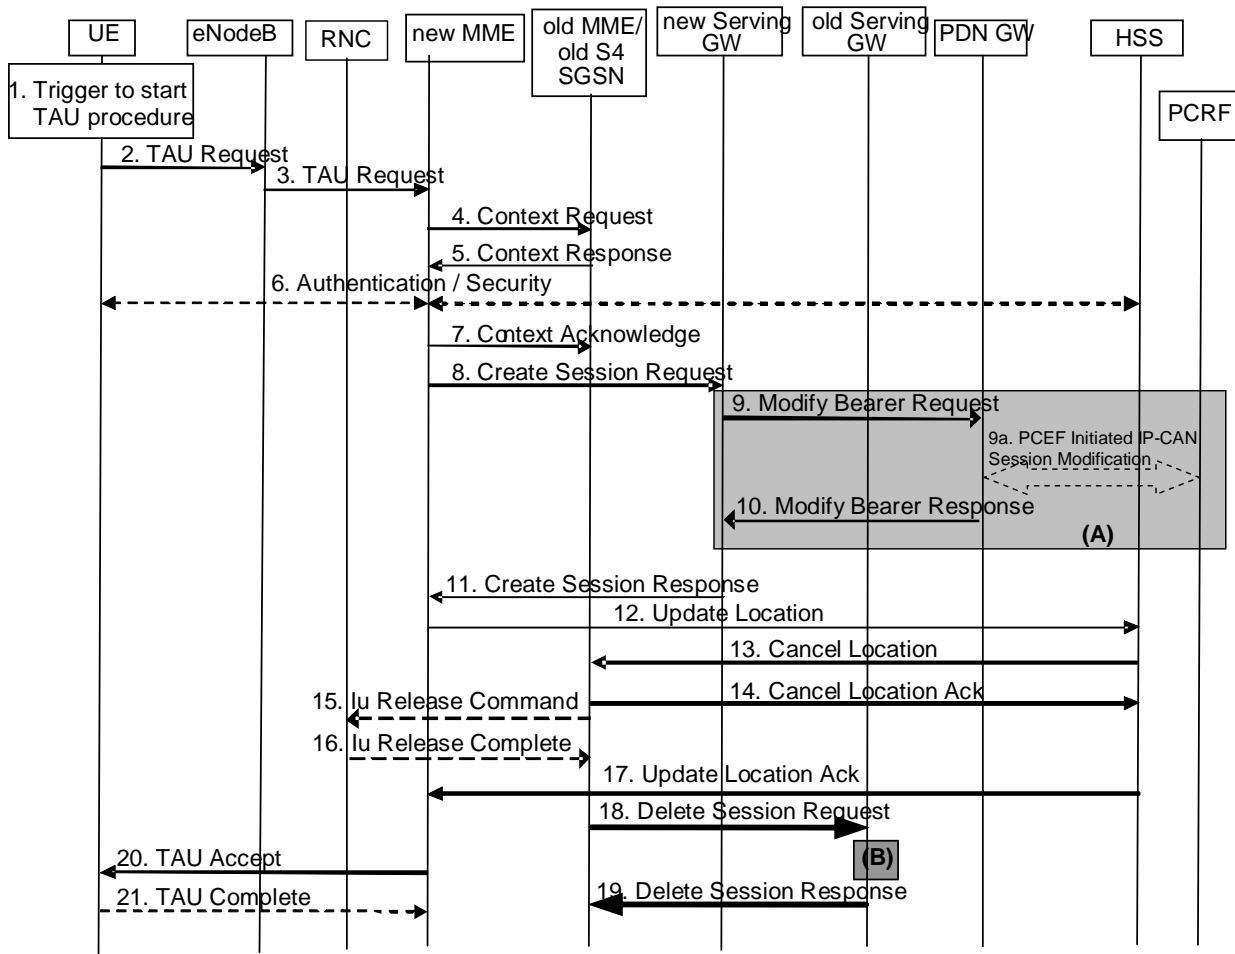 UE
eNodeB
RNC
new MME
old MME/
old S4
SGSN
new Serving
GW
old Serving
GW
PDN GW
HSS
PCRF
1. Trigger to start
TAU procedure
2. TAU Request
3. TAU Request
4. Context Request
5. Context Response
6. Authentication / Security
7. Context Acknowledge
8. Create Session Request
9. Modify Bearer Request
9a. PCEF Initiated IP-CAN
Session Modification
10. Modify Bearer Response
(A)
11. Create Session Response
12. Update Location
13. Cancel Location
14. Cancel Location Ack
15. Iu Release Command
16. Iu Release Complete
17. Update Location Ack
18. Delete Session Request
(B)
19. Delete Session Response
20. TAU Accept
21. TAU Complete